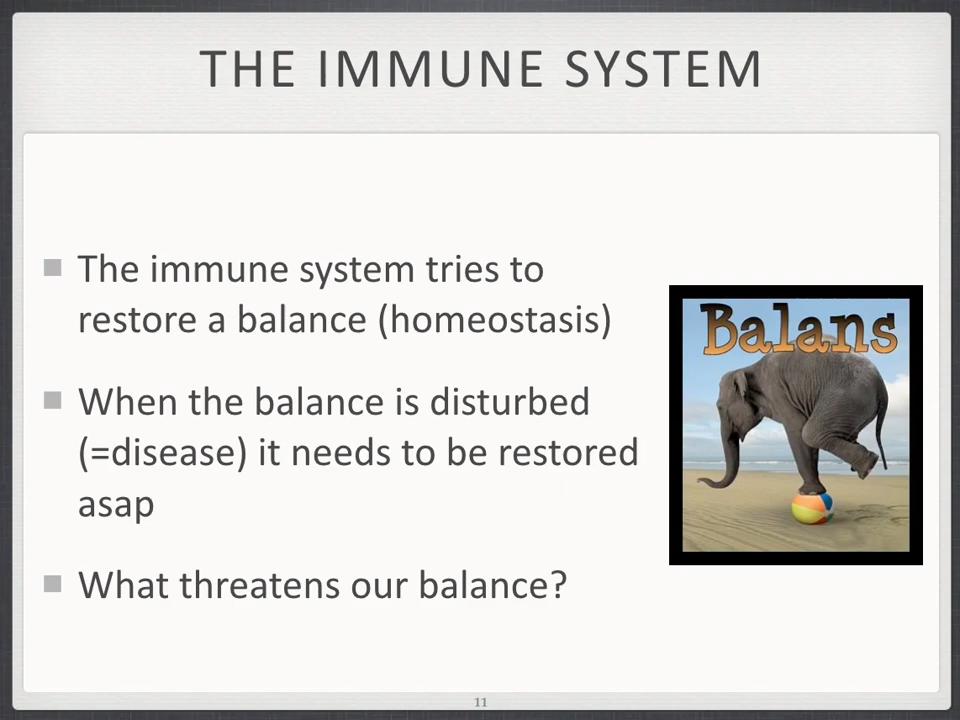 THE IMMUNE SYSTEM
The immune system tries to
restore a balance (homeostasis)
Balans
When the balance is disturbed
(=disease) it needs to be restored
asap
What threatens our balance?
11